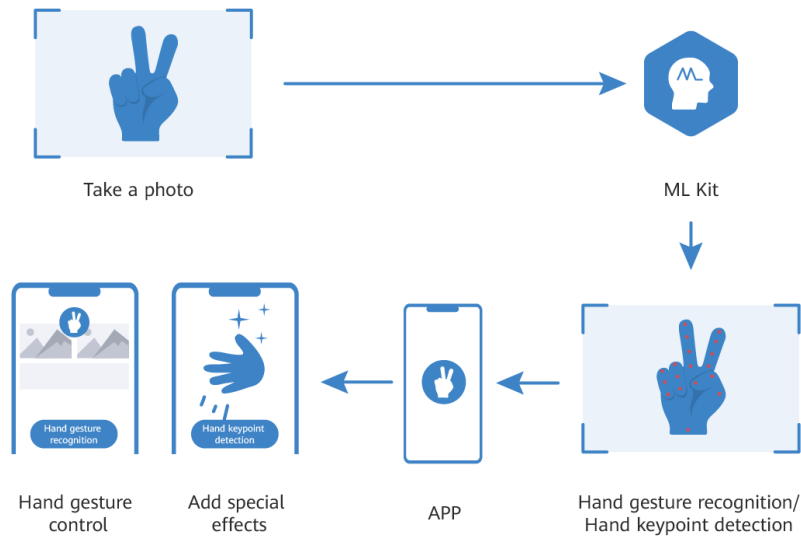 Take a photo
ML Kit
Hand gesture
recognition
Hand keypoint
detection
Hand gesture
control
Add special
effects
APP
Hand gesture recognition/
Hand keypoint detection